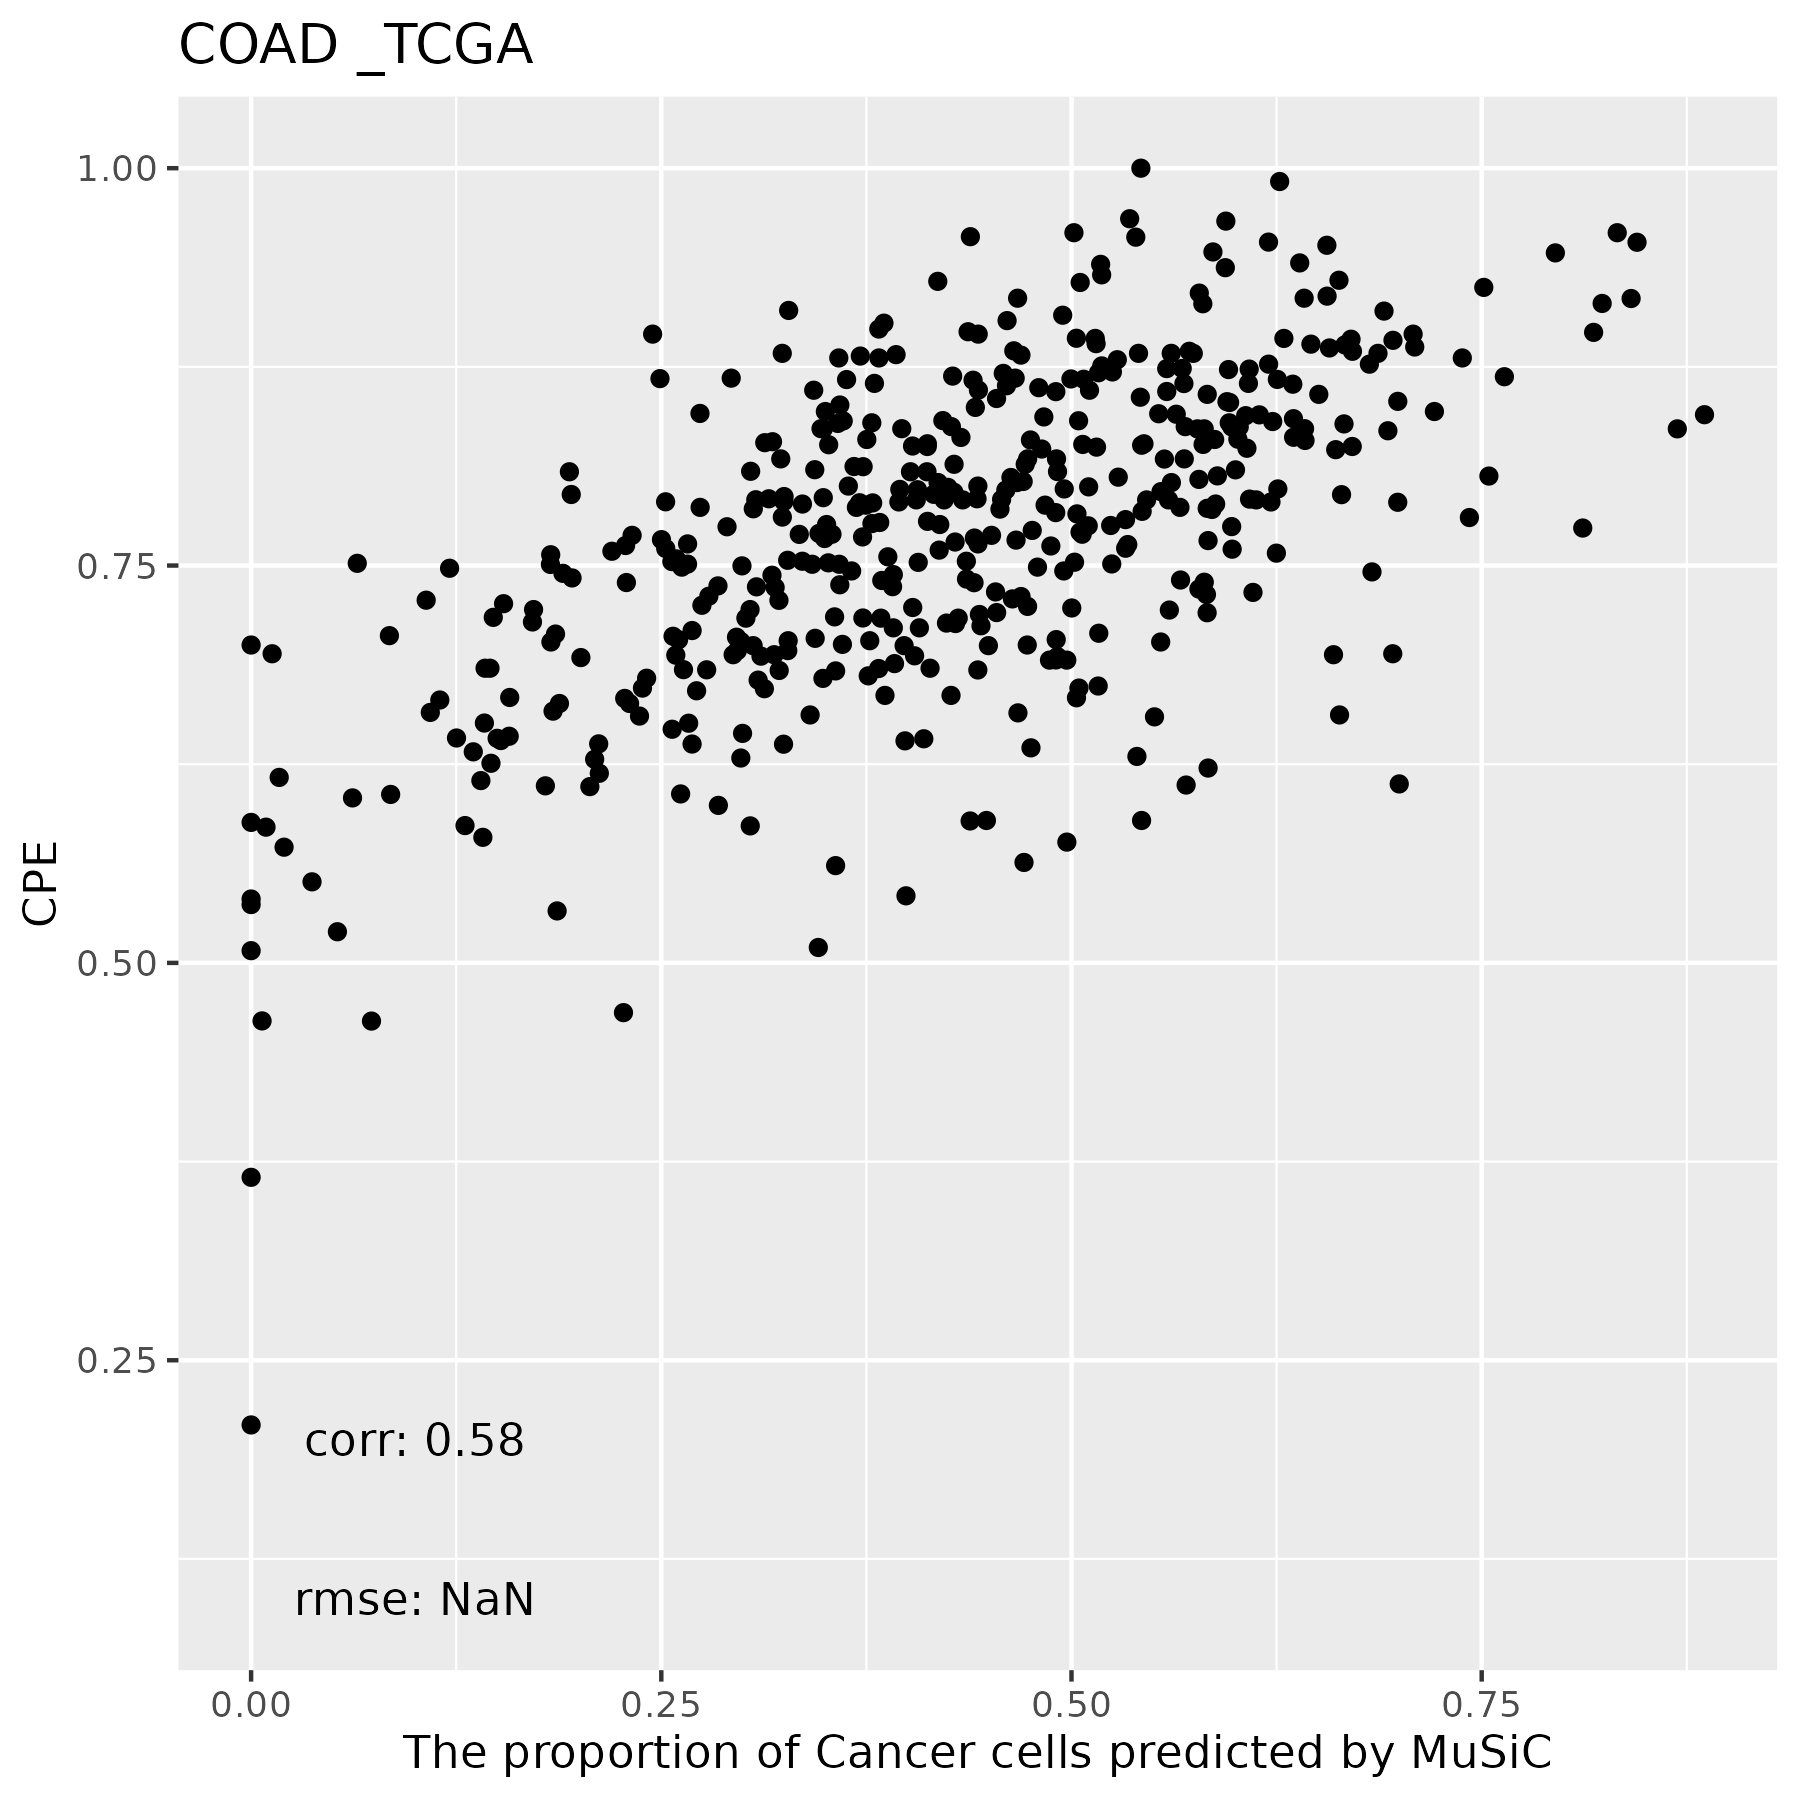 COAD _TCGA
1.00
0.75
0.50
0.25
CPE
corr: 0.58
rmse: NaN
0.00 0.25 0.50 0.75
The proportion of Cancer cells predicted by MuSiC